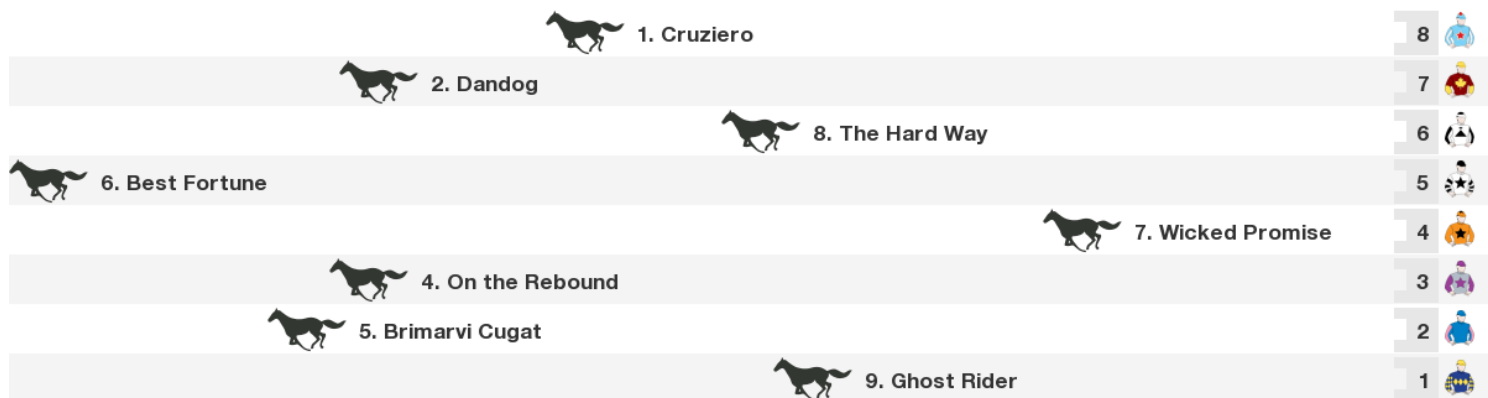 1. Cruziero 8
2. Dandog 7
8. The Hard Way 6
6. Best Fortune 5
7. Wicked Promise 4
4. On the Rebound 3
5. Brimarvi Cugat 2
9. Ghost Rider 1